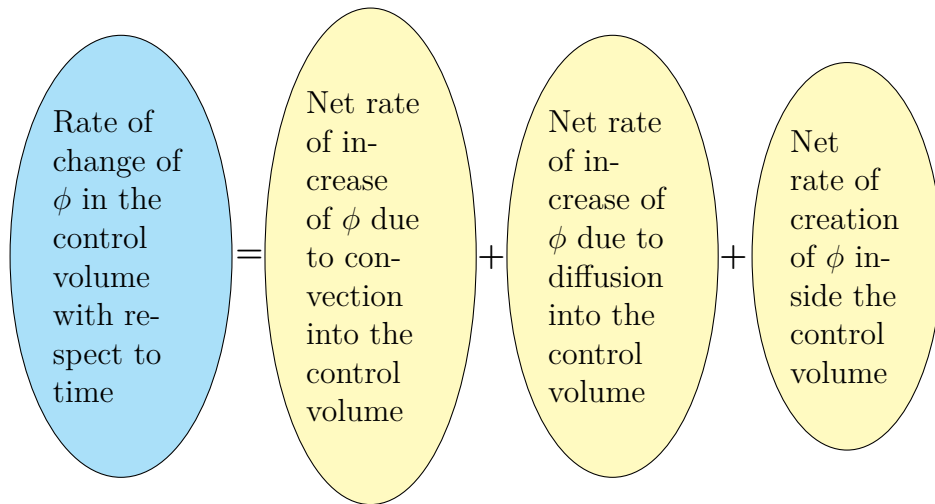 Rate of
change of
ϕ in the
control
volume
with re-
spect to
time
=
Net rate
of in-
crease
of ϕ due
to con-
vection
into the
control
volume
+
Net rate
of in-
crease of
ϕ due to
diffusion
into the
control
volume
+
Net
rate of
creation
of ϕ in-
side the
control
volume